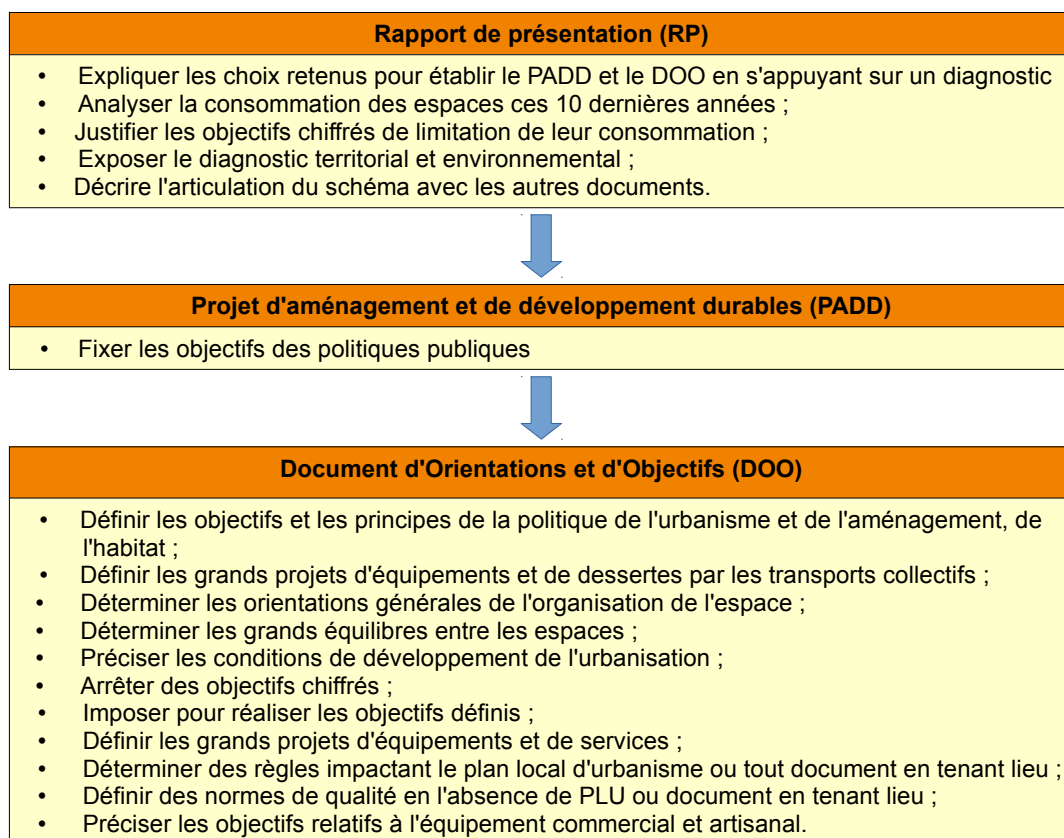 Rapport de présentation (RP)
• Expliquer les choix retenus pour établir le PADD et le DOO en s'appuyant sur un diagnostic
• Analyser la consommation des espaces ces 10 dernières années ;
• Justifier les objectifs chiffrés de limitation de leur consommation ;
• Exposer le diagnostic territorial et environnemental ;
• Décrire l'articulation du schéma avec les autres documents.
Projet d'aménagement et de développement durables (PADD)
• Fixer les objectifs des politiques publiques
Document d'Orientations et d'Objectifs (DOO)
• Définir les objectifs et les principes de la politique de l'urbanisme et de l'aménagement, de
l'habitat ;
• Définir les grands projets d'équipements et de dessertes par les transports collectifs ;
• Déterminer les orientations générales de l'organisation de l'espace ;
• Déterminer les grands équilibres entre les espaces ;
• Préciser les conditions de développement de l'urbanisation ;
• Arrêter des objectifs chiffrés ;
• Imposer pour réaliser les objectifs définis ;
• Définir les grands projets d'équipements et de services ;
• Déterminer des règles impactant le plan local d'urbanisme ou tout document en tenant lieu ;
• Définir des normes de qualité en l'absence de PLU ou document en tenant lieu ;
• Préciser les objectifs relatifs à l'équipement commercial et artisanal.